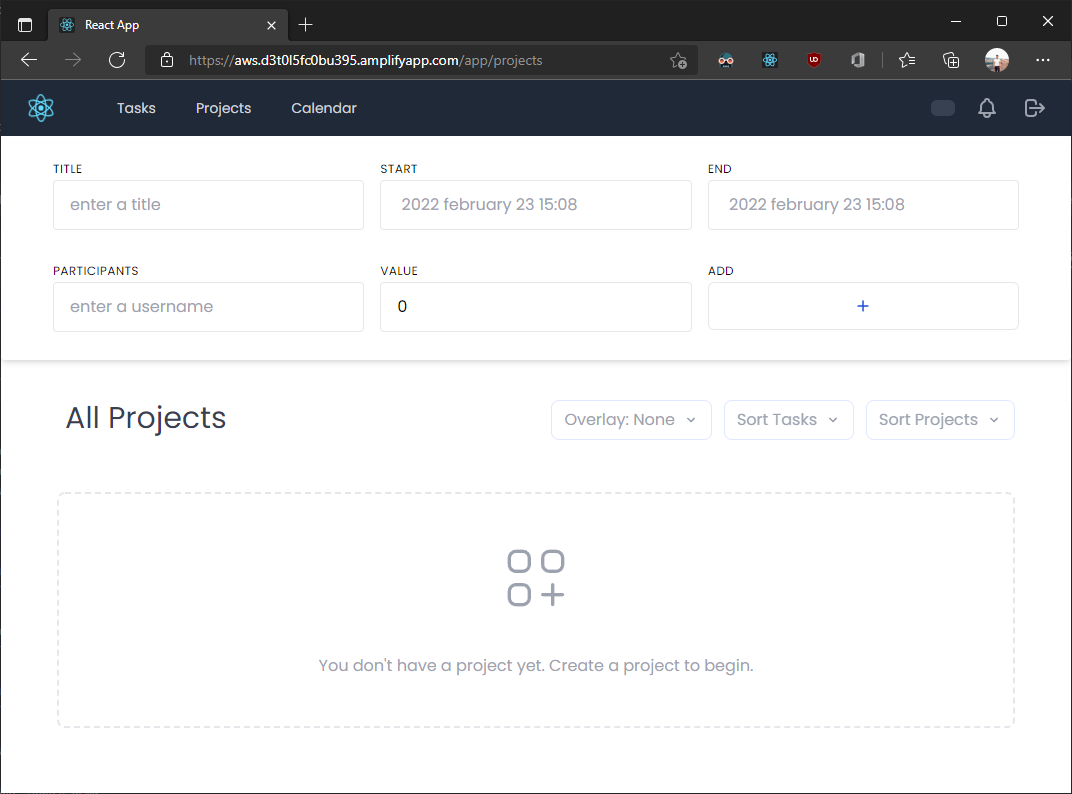 React App
https://aws.d3t0l5fc0bu395.amplifyapp.com/app/projects
UD
Tasks Projects Calendar
TITLE START END
enter a title 2022 february 23 15:08 2022 february 23 15:08
PARTICIPANTS VALUE ADD
enter a username 0 +
All Projects Overlay: None Sort Tasks Sort Projects
You don't have a project yet. Create a project to begin.